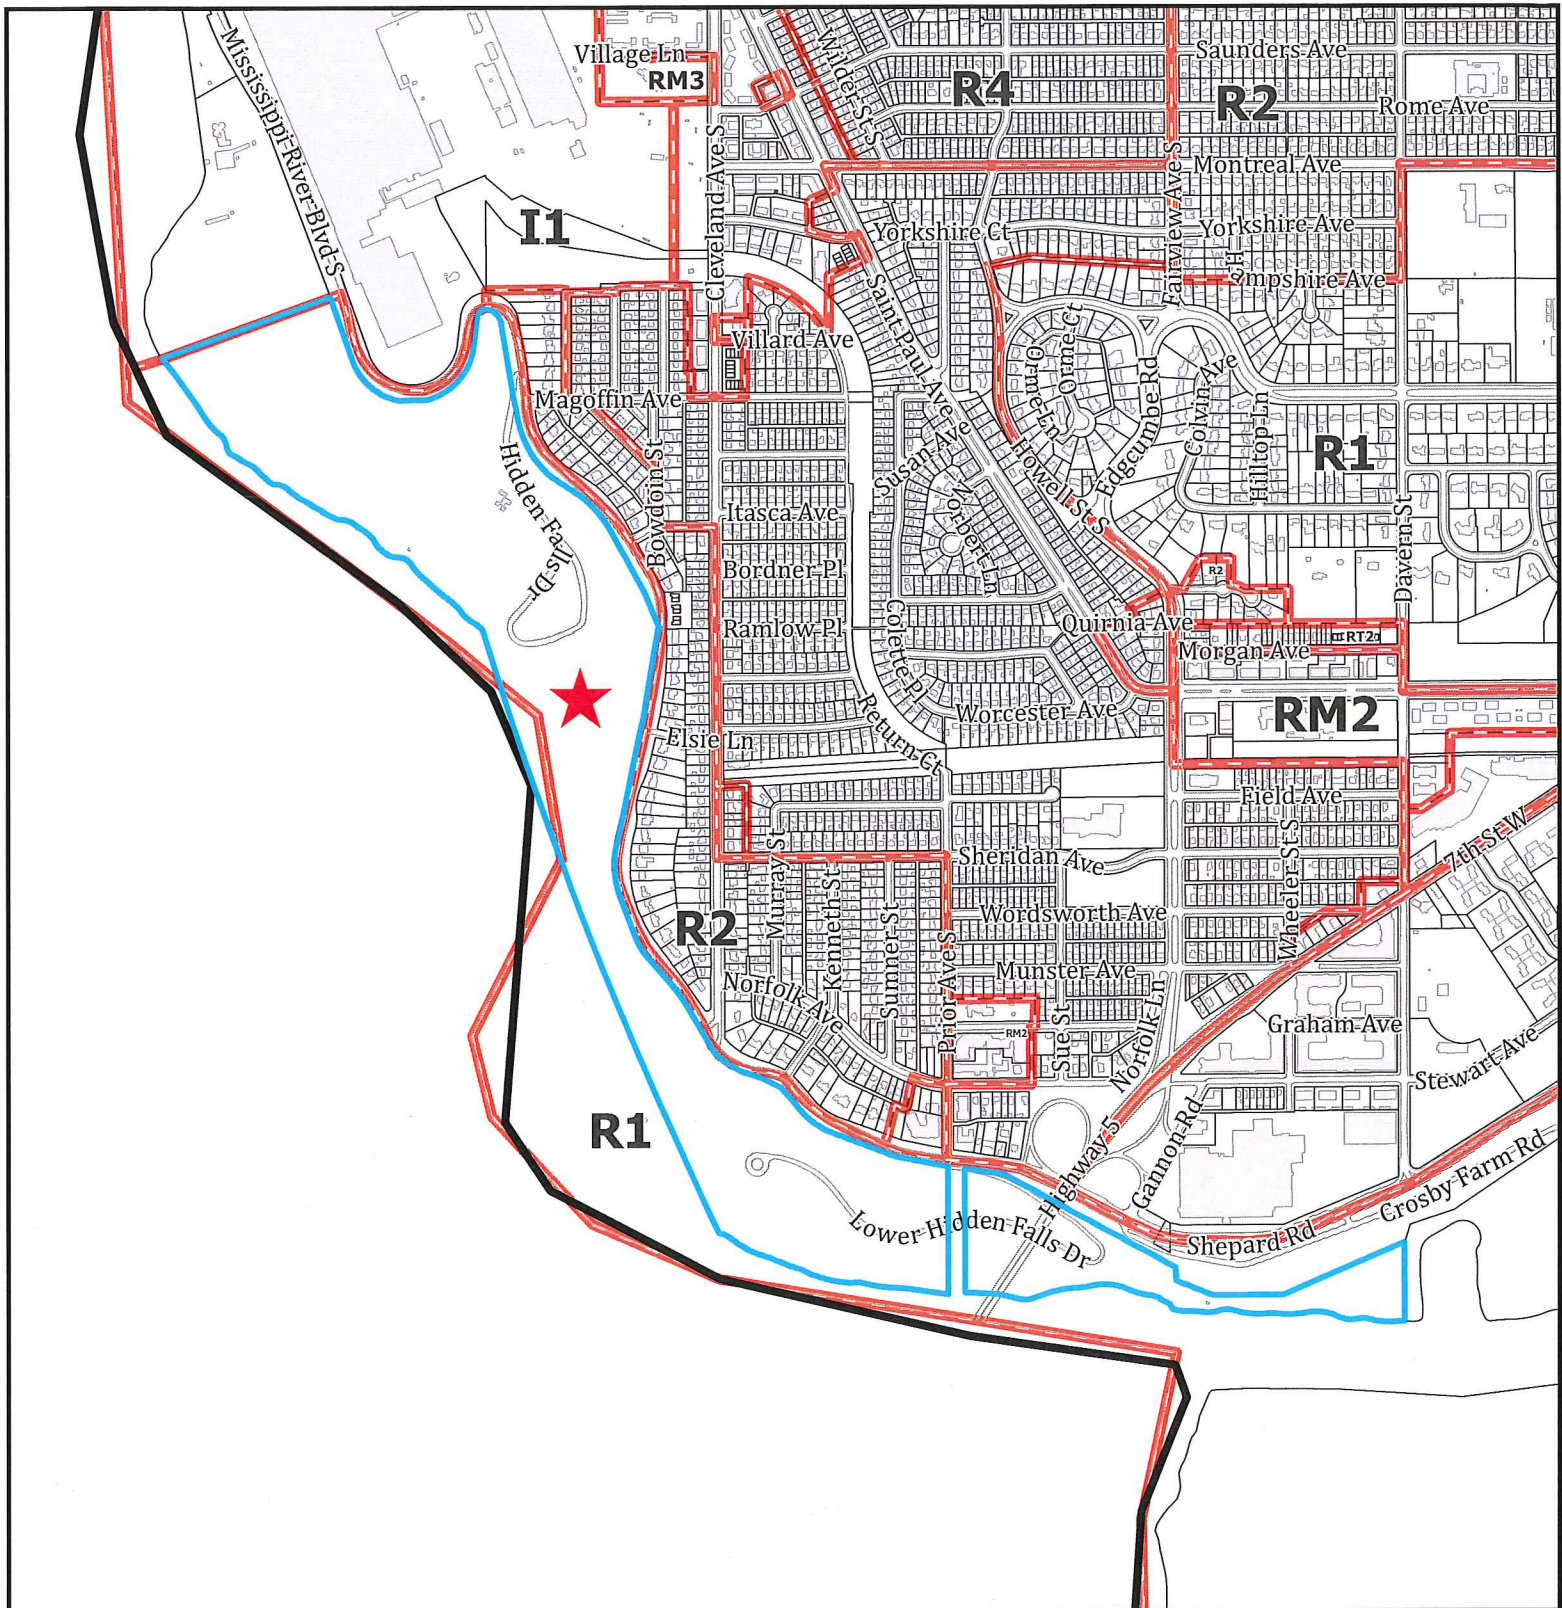 Mississippi River Blvd S
Village Ln
RM3
Wilder St S
R4
Saunders Ave
R2
Rome Ave
Cleveland Ave S
Montreal Ave
Fairview Ave S
I1
Yorkshire Ct
Yorkshire Ave
Hampshire Ave
Saint Paul Ave
Villard Ave
Orme Ct
Orme Ln
Edgcumbe Rd
Colvin Ave
Hilltop Ln
Magoffin Ave
Hidden Falls Dr
Bowdoin St
Susan Ave
Howell St S
R1
Norbert Ln
Itasca Ave
Davern St
Bordner Pl
R2
Ramlow Pl
Colette Pl
Quirnia Ave
RT2
Morgan Ave
Elsie Ln
Return Ct
Worcester Ave
RM2
Field Ave
Murray St
Sheridan Ave
Wheeler St S
7th St W
Kenneth St
Sumner St
Wordsworth Ave
R2
Prior Ave S
Munster Ave
Norfolk Ave
RM2
Sue St
Norfolk Ln
Graham Ave
Stewart Ave
R1
Highway 5
Gannon Rd
Crosby Farm Rd
Lower Hidden Falls Dr
Shepard Rd